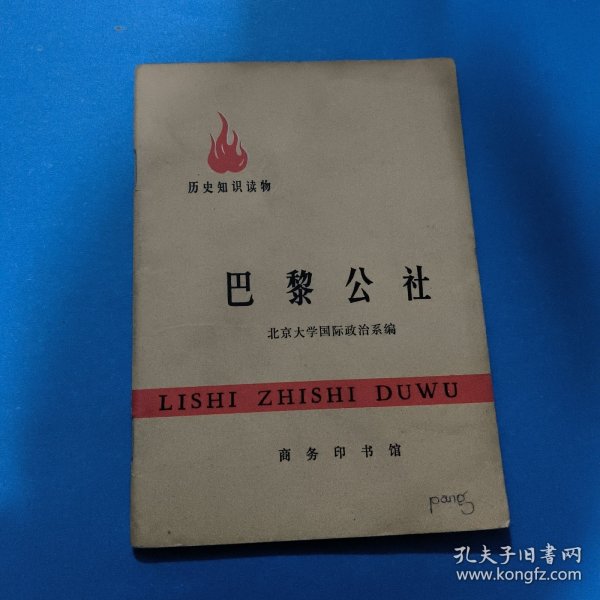 历史知识读物
巴黎公社
北京大学国际政治系编
LISHI ZHISHI DUWU
商务印书馆
pang
孔夫子旧书网
www.kongfz.com